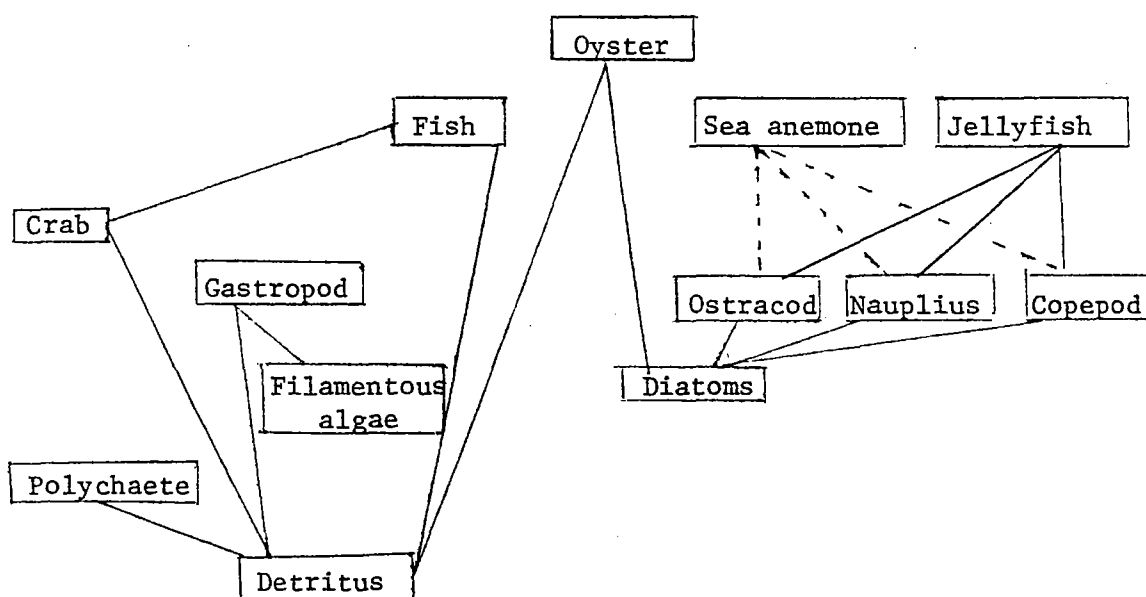 Oyster
Fish
Sea anemone
Jellyfish
Crab
Gastropod
Ostracod
Nauplius
Copepod
Filamentous
algae
Diatoms
Polychaete
Detritus